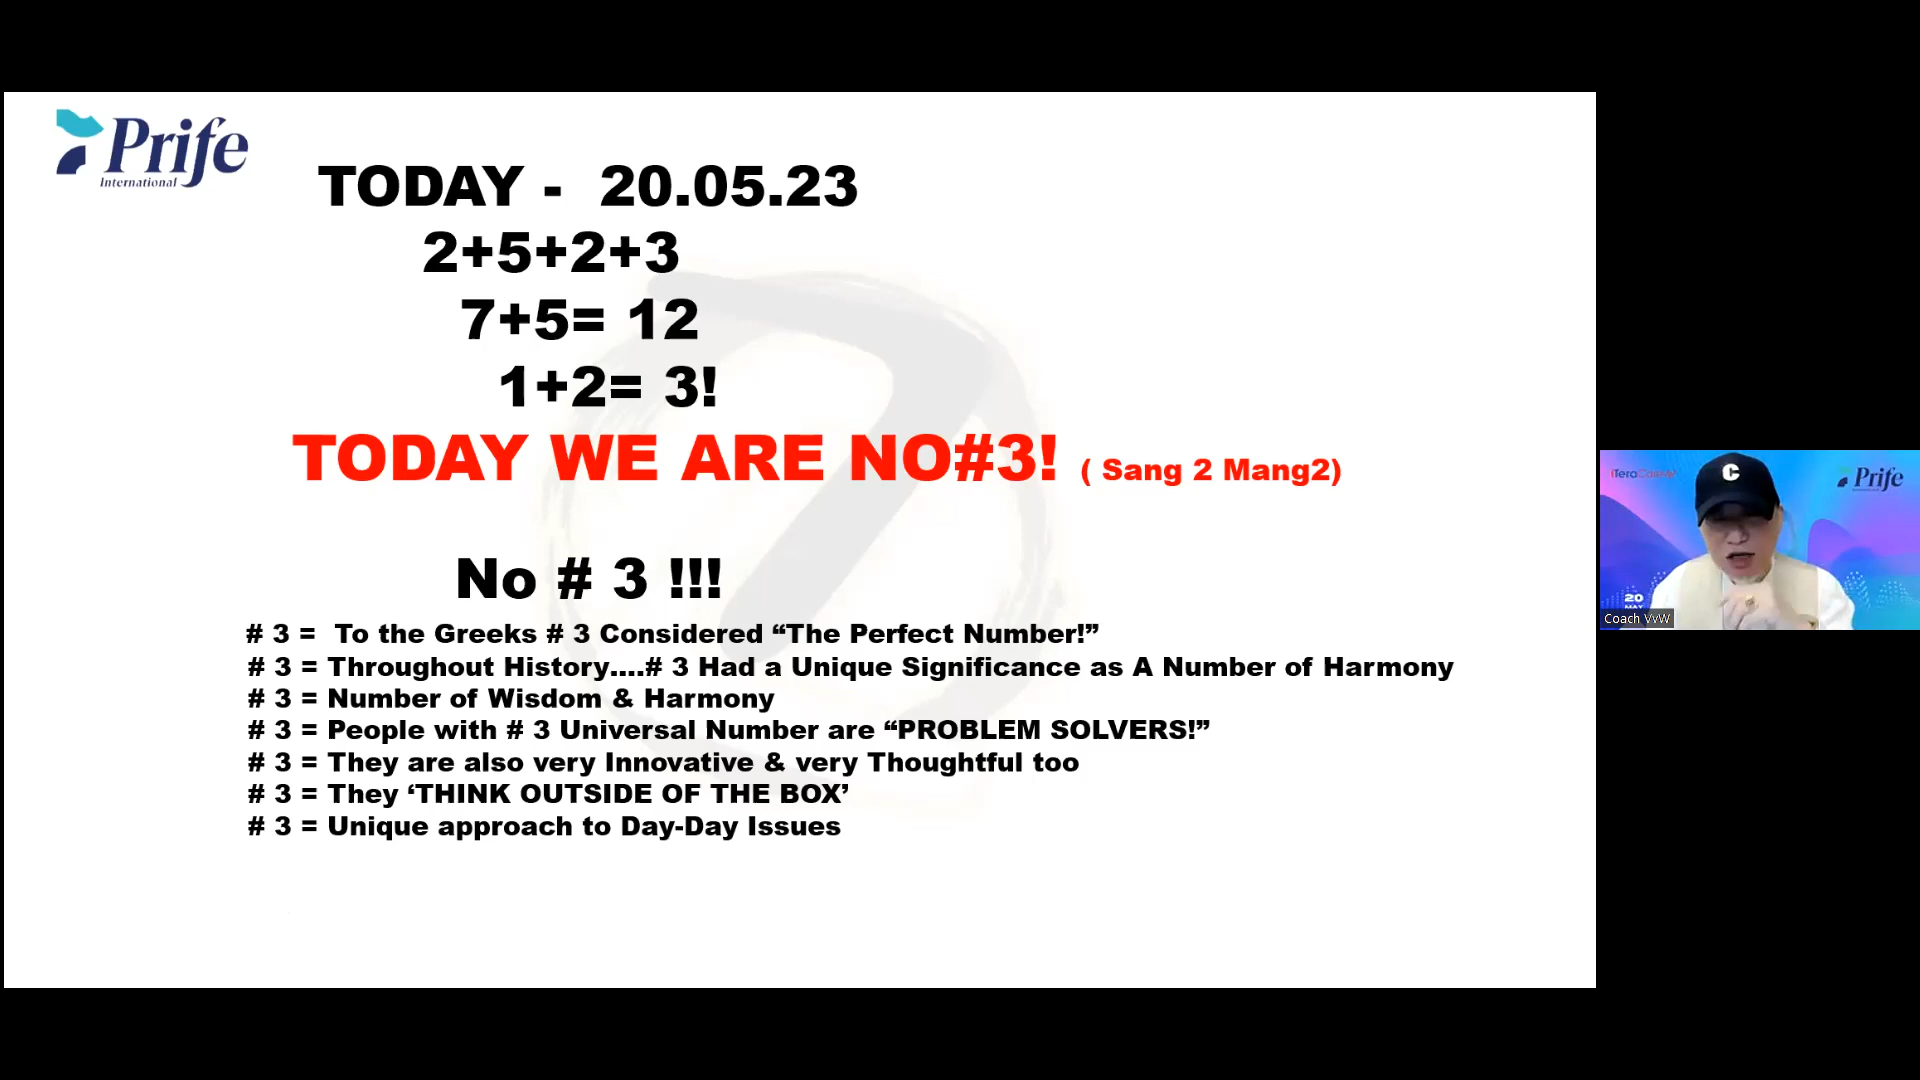 Prife
International
TODAY -  20.05.23
2+5+2+3
7+5= 12
1+2= 3!
TODAY WE ARE NO#3! ( Sang 2 Mang2)
No # 3 !!!
# 3 =  To the Greeks # 3 Considered “The Perfect Number!”
# 3 = Throughout History....# 3 Had a Unique Significance as A Number of Harmony
# 3 = Number of Wisdom & Harmony
# 3 = People with # 3 Universal Number are “PROBLEM SOLVERS!”
# 3 = They are also very Innovative & very Thoughtful too
# 3 = They ‘THINK OUTSIDE OF THE BOX’
# 3 = Unique approach to Day-Day Issues
C
Prife
20
Coach VvW